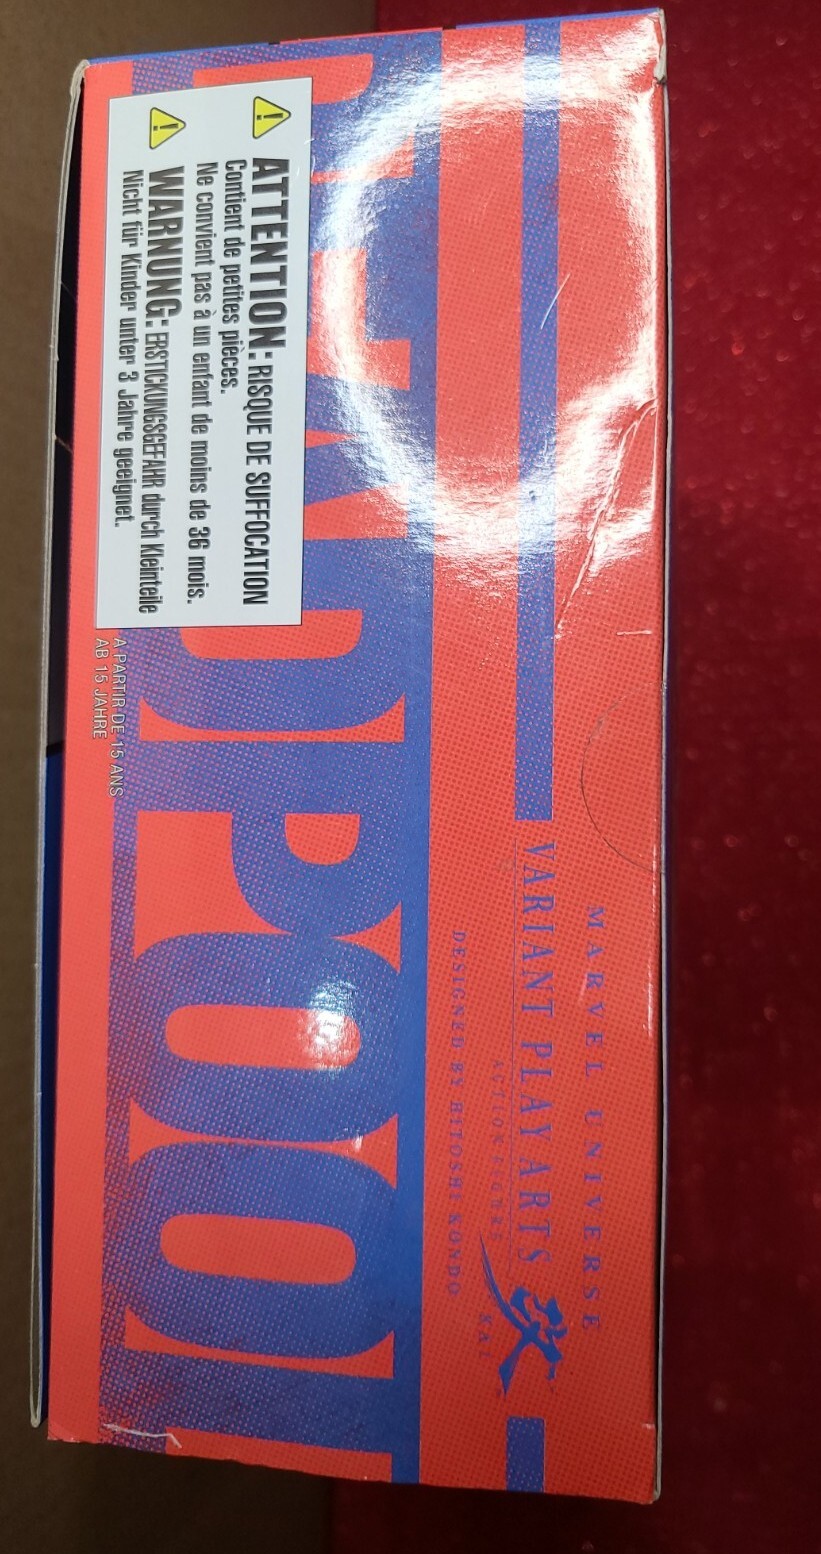 MARVEL UNIVERSE
VARIANT PLAY ARTS 改
ACTION FIGURE KAI
DESIGNED BY HITOSHI KONDO
DEADPOOL
ATTENTION: RISQUE DE SUFFOCATION
Contient de petites pièces.
Ne convient pas à un enfant de moins de 36 mois.
WARNUNG: ERSTICKUNGSGEFAHR durch Kleinteile
Nicht für Kinder unter 3 Jahre geeignet.
A PARTIR DE 15 ANS
AB 15 JAHRE